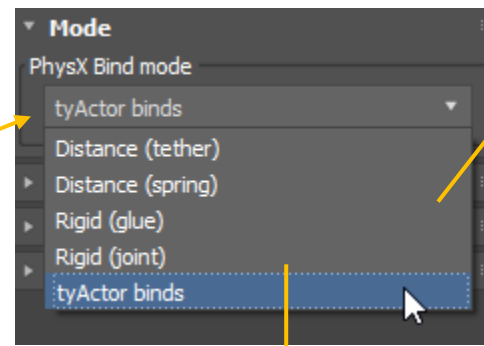 Mode
PhysX Bind mode
tyActor binds
Distance (tether)
Distance (spring)
Rigid (glue)
Rigid (joint)
tyActor binds